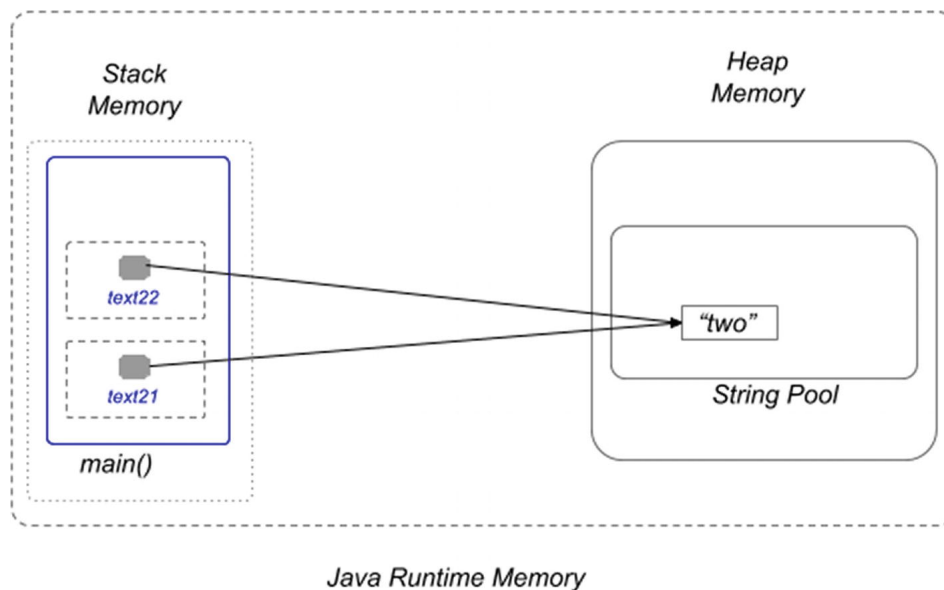 Stack
Memory
Heap
Memory
text22
text21
main()
“two”
String Pool
Java Runtime Memory